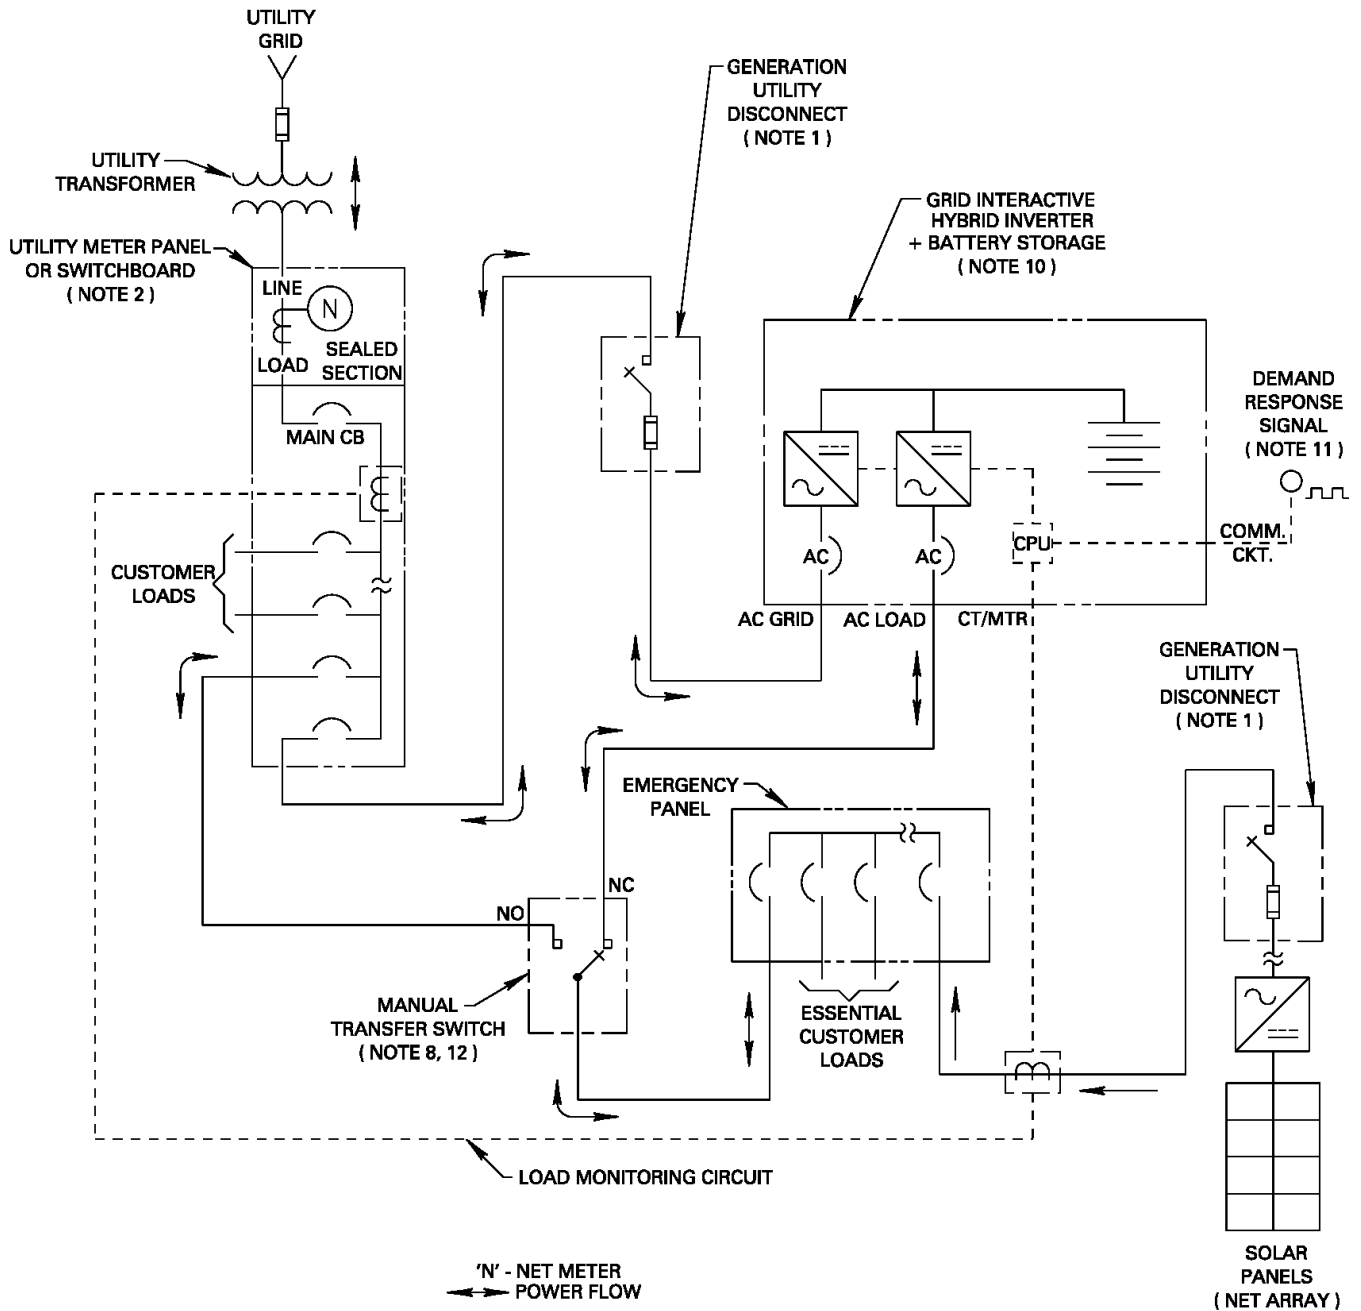 UTILITY
GRID
UTILITY
TRANSFORMER
UTILITY METER PANEL
OR SWITCHBOARD
( NOTE 2 )
LINE
N
LOAD
SEALED
SECTION
MAIN CB
CUSTOMER
LOADS
GENERATION
UTILITY
DISCONNECT
( NOTE 1 )
GRID INTERACTIVE
HYBRID INVERTER
+ BATTERY STORAGE
( NOTE 10 )
DEMAND
RESPONSE
SIGNAL
( NOTE 11 )
AC
AC
CPU
COMM.
CKT.
AC GRID
AC LOAD
CT/MTR
GENERATION
UTILITY
DISCONNECT
( NOTE 1 )
EMERGENCY
PANEL
NC
NO
MANUAL
TRANSFER SWITCH
( NOTE 8, 12 )
ESSENTIAL
CUSTOMER
LOADS
LOAD MONITORING CIRCUIT
SOLAR
PANELS
( NET ARRAY )
'N' - NET METER
POWER FLOW